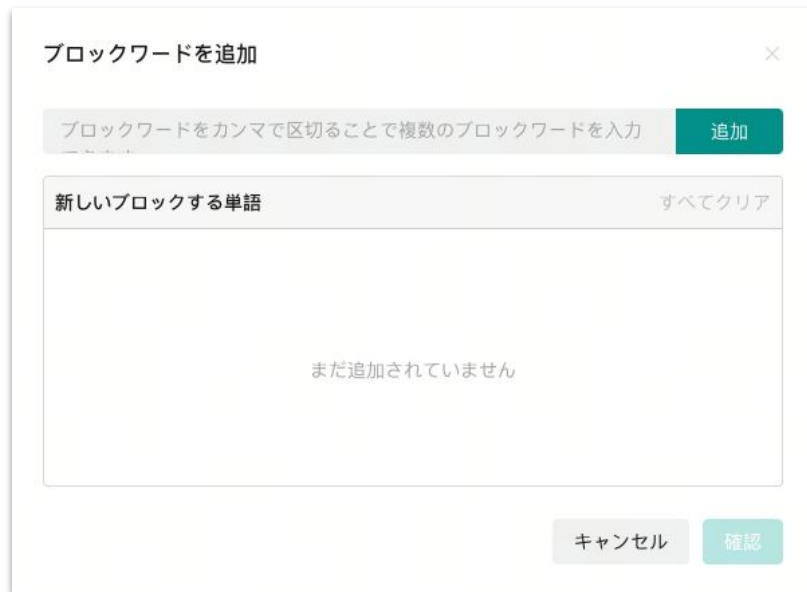 ブロックワードを追加
ブロックワードをカンマで区切ることで複数のブロックワードを入力
追加
新しいブロックする単語
すべてクリア
まだ追加されていません
キャンセル
確認